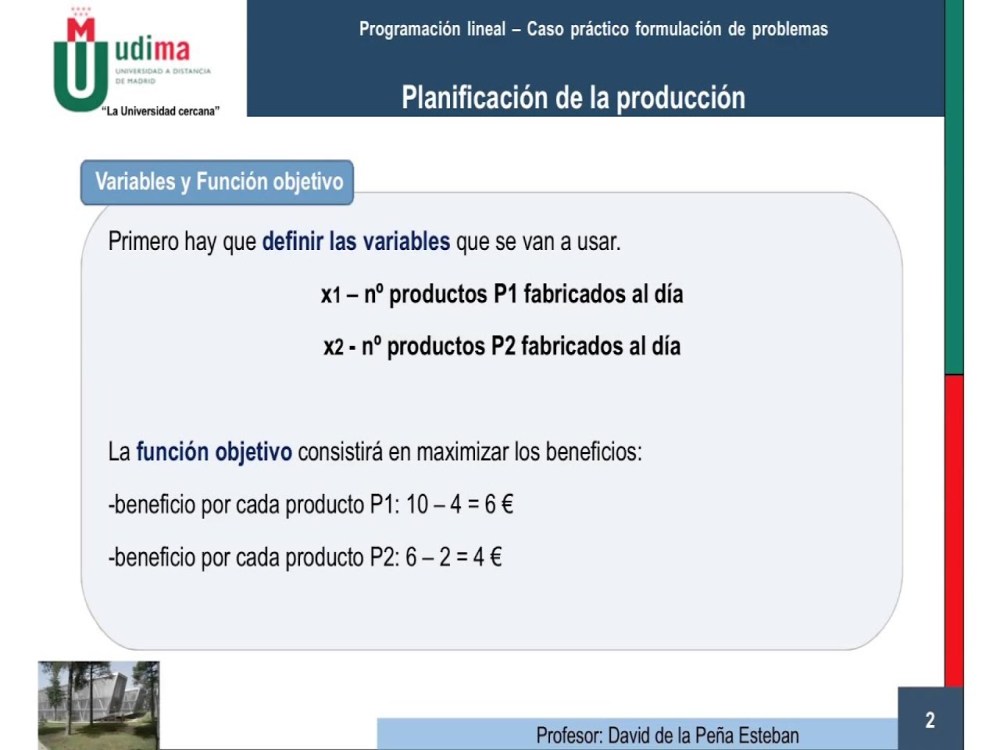 udima
UNIVERSIDAD A DISTANCIA
DE MADRID
“La Universidad cercana”
Programación lineal – Caso práctico formulación de problemas
Planificación de la producción
Variables y Función objetivo
Primero hay que definir las variables que se van a usar.
x1 – nº productos P1 fabricados al día
x2 - nº productos P2 fabricados al día
La función objetivo consistirá en maximizar los beneficios:
-beneficio por cada producto P1: 10 – 4 = 6 €
-beneficio por cada producto P2: 6 – 2 = 4 €
Profesor: David de la Peña Esteban
2